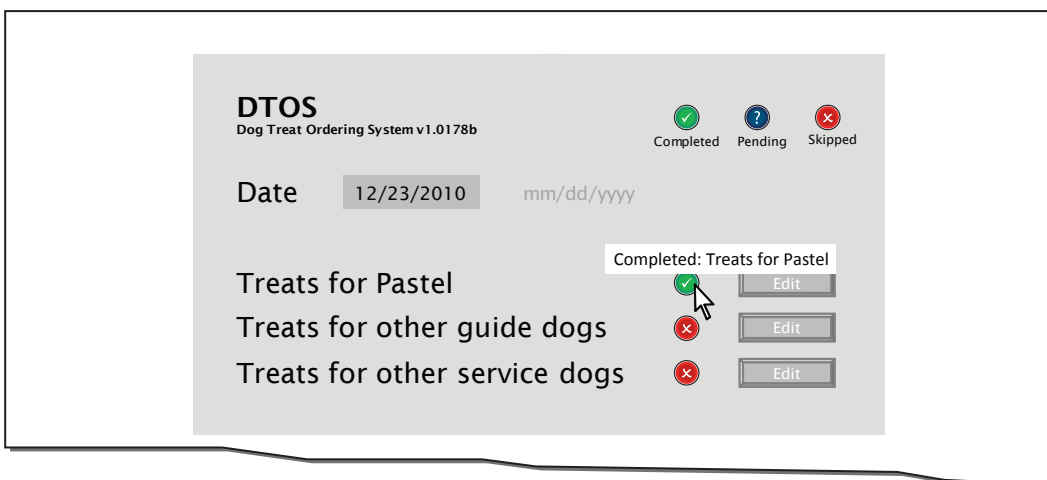 DTOS
Dog Treat Ordering System v1.0178b
? 
Completed Pending Skipped
Date 12/23/2010 mm/dd/yyyy
Completed: Treats for Pastel
Treats for Pastel Edit
Treats for other guide dogs Edit
Treats for other service dogs Edit